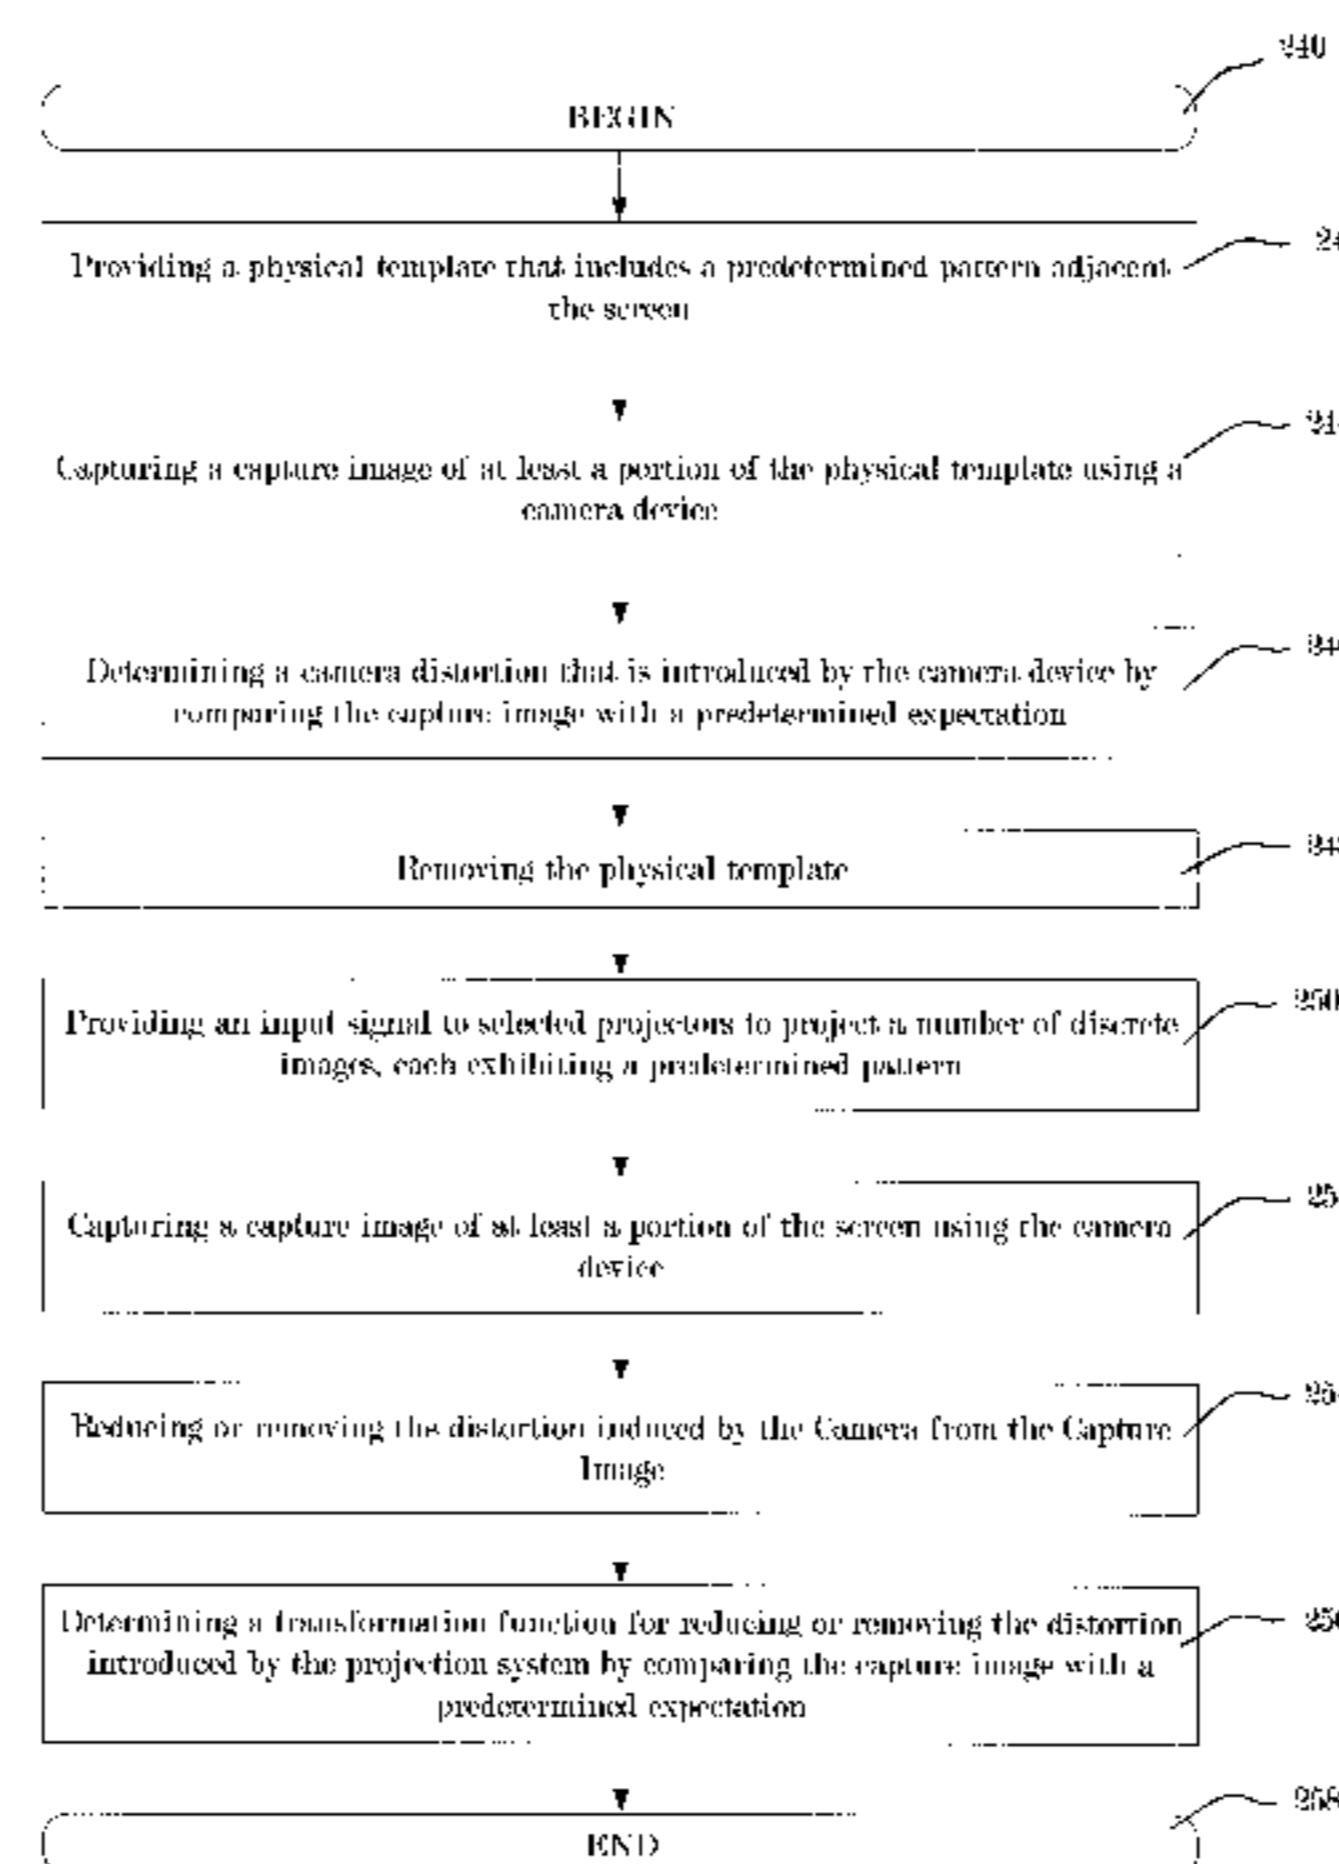 240
BEGIN
Providing a physical template that includes a predetermined pattern adjacent
the screen
Capturing a capture image of at least a portion of the physical template using a
camera device
Determining a camera distortion that is introduced by the camera device by
comparing the capture image with a predetermined expectation
Removing the physical template
250
Providing an input signal to selected projectors to project a number of discrete
images, each exhibiting a predetermined pattern
Capturing a capture image of at least a portion of the screen using the camera
device
Reducing or removing the distortion induced by the Camera from the Capture
Image
Determining a transformation function for reducing or removing the distortion
introduced by the projection system by comparing the capture image with a
predetermined expectation
258
END